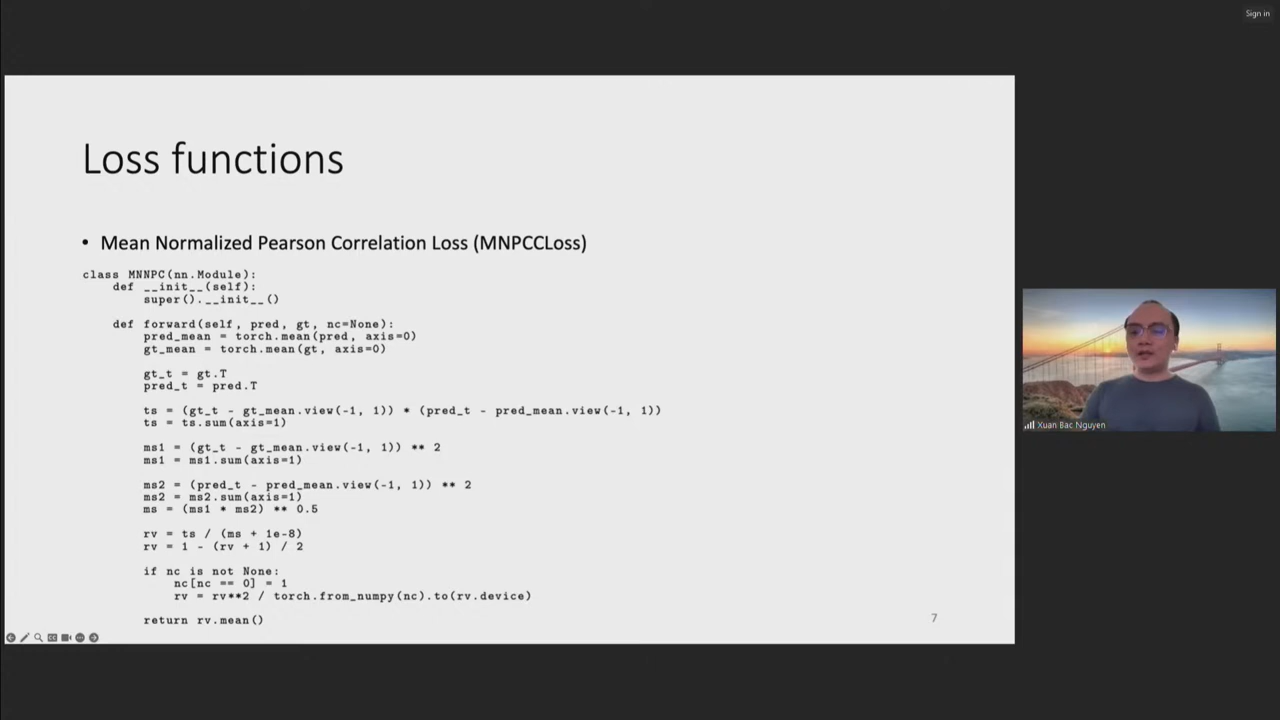 Sign in
Loss functions
• Mean Normalized Pearson Correlation Loss (MNPCCLoss)
class MNNPC(nn.Module):
    def __init__(self):
        super().__init__()
    def forward(self, pred, gt, nc=None):
        pred_mean = torch.mean(pred, axis=0)
        gt_mean = torch.mean(gt, axis=0)
        gt_t = gt.T
        pred_t = pred.T
        ts = (gt_t - gt_mean.view(-1, 1)) * (pred_t - pred_mean.view(-1, 1))
        ts = ts.sum(axis=1)
        ms1 = (gt_t - gt_mean.view(-1, 1)) ** 2
        ms1 = ms1.sum(axis=1)
        ms2 = (pred_t - pred_mean.view(-1, 1)) ** 2
        ms2 = ms2.sum(axis=1)
        ms = (ms1 * ms2) ** 0.5
        rv = ts / (ms + 1e-8)
        rv = 1 - (rv + 1) / 2
        if nc is not None:
            nc[nc == 0] = 1
            rv = rv**2 / torch.from_numpy(nc).to(rv.device)
        return rv.mean()
7
Xuan Bac Nguyen